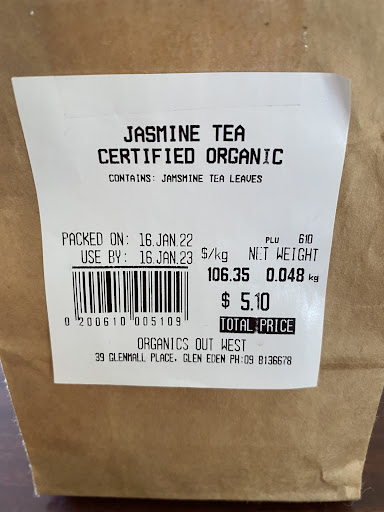 JASMINE TEA
CERTIFIED ORGANIC
CONTAINS: JAMSMINE TEA LEAVES
PACKED ON: 16.JAN.22
USE BY: 16.JAN.23
PLU 610
$/kg NET WEIGHT
106.35 0.048 kg
$ 5.10
TOTAL PRICE
0 200610 005109
ORGANICS OUT WEST
39 GLENMALL PLACE. GLEN EDEN PH:09 8136678